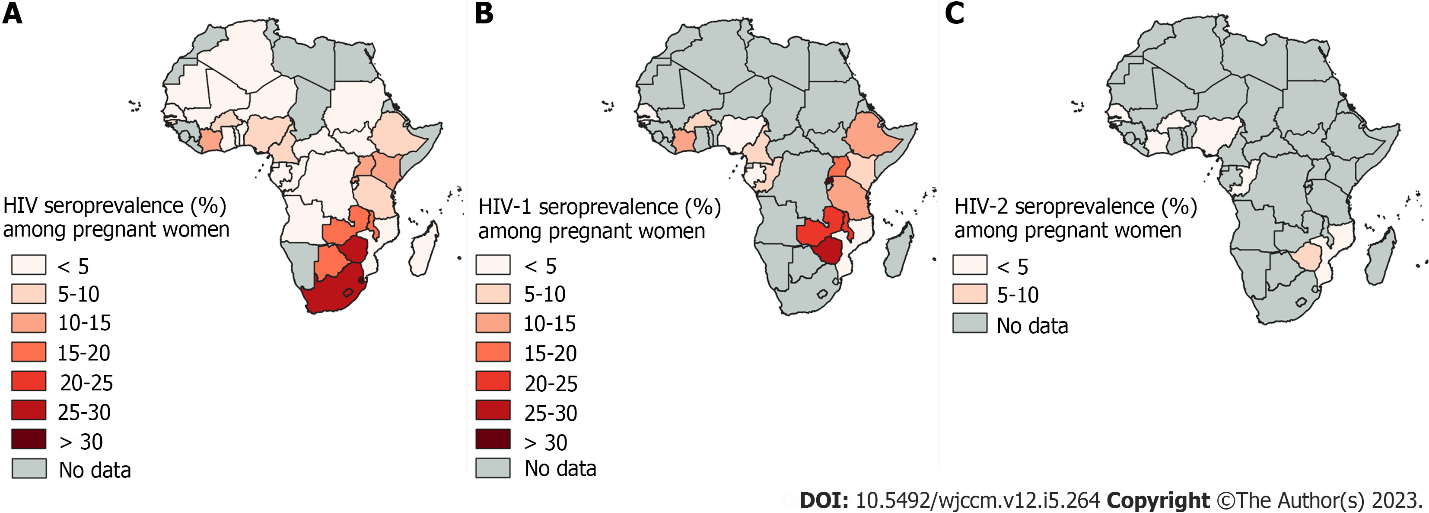 A
B
C
HIV seroprevalence (%)
among pregnant women
< 5
5-10
10-15
15-20
20-25
25-30
> 30
No data
HIV-1 seroprevalence (%)
among pregnant women
< 5
5-10
10-15
15-20
20-25
25-30
> 30
No data
HIV-2 seroprevalence (%)
among pregnant women
< 5
5-10
No data
DOI: 10.5492/wjccm.v12.i5.264 Copyright ©The Author(s) 2023.